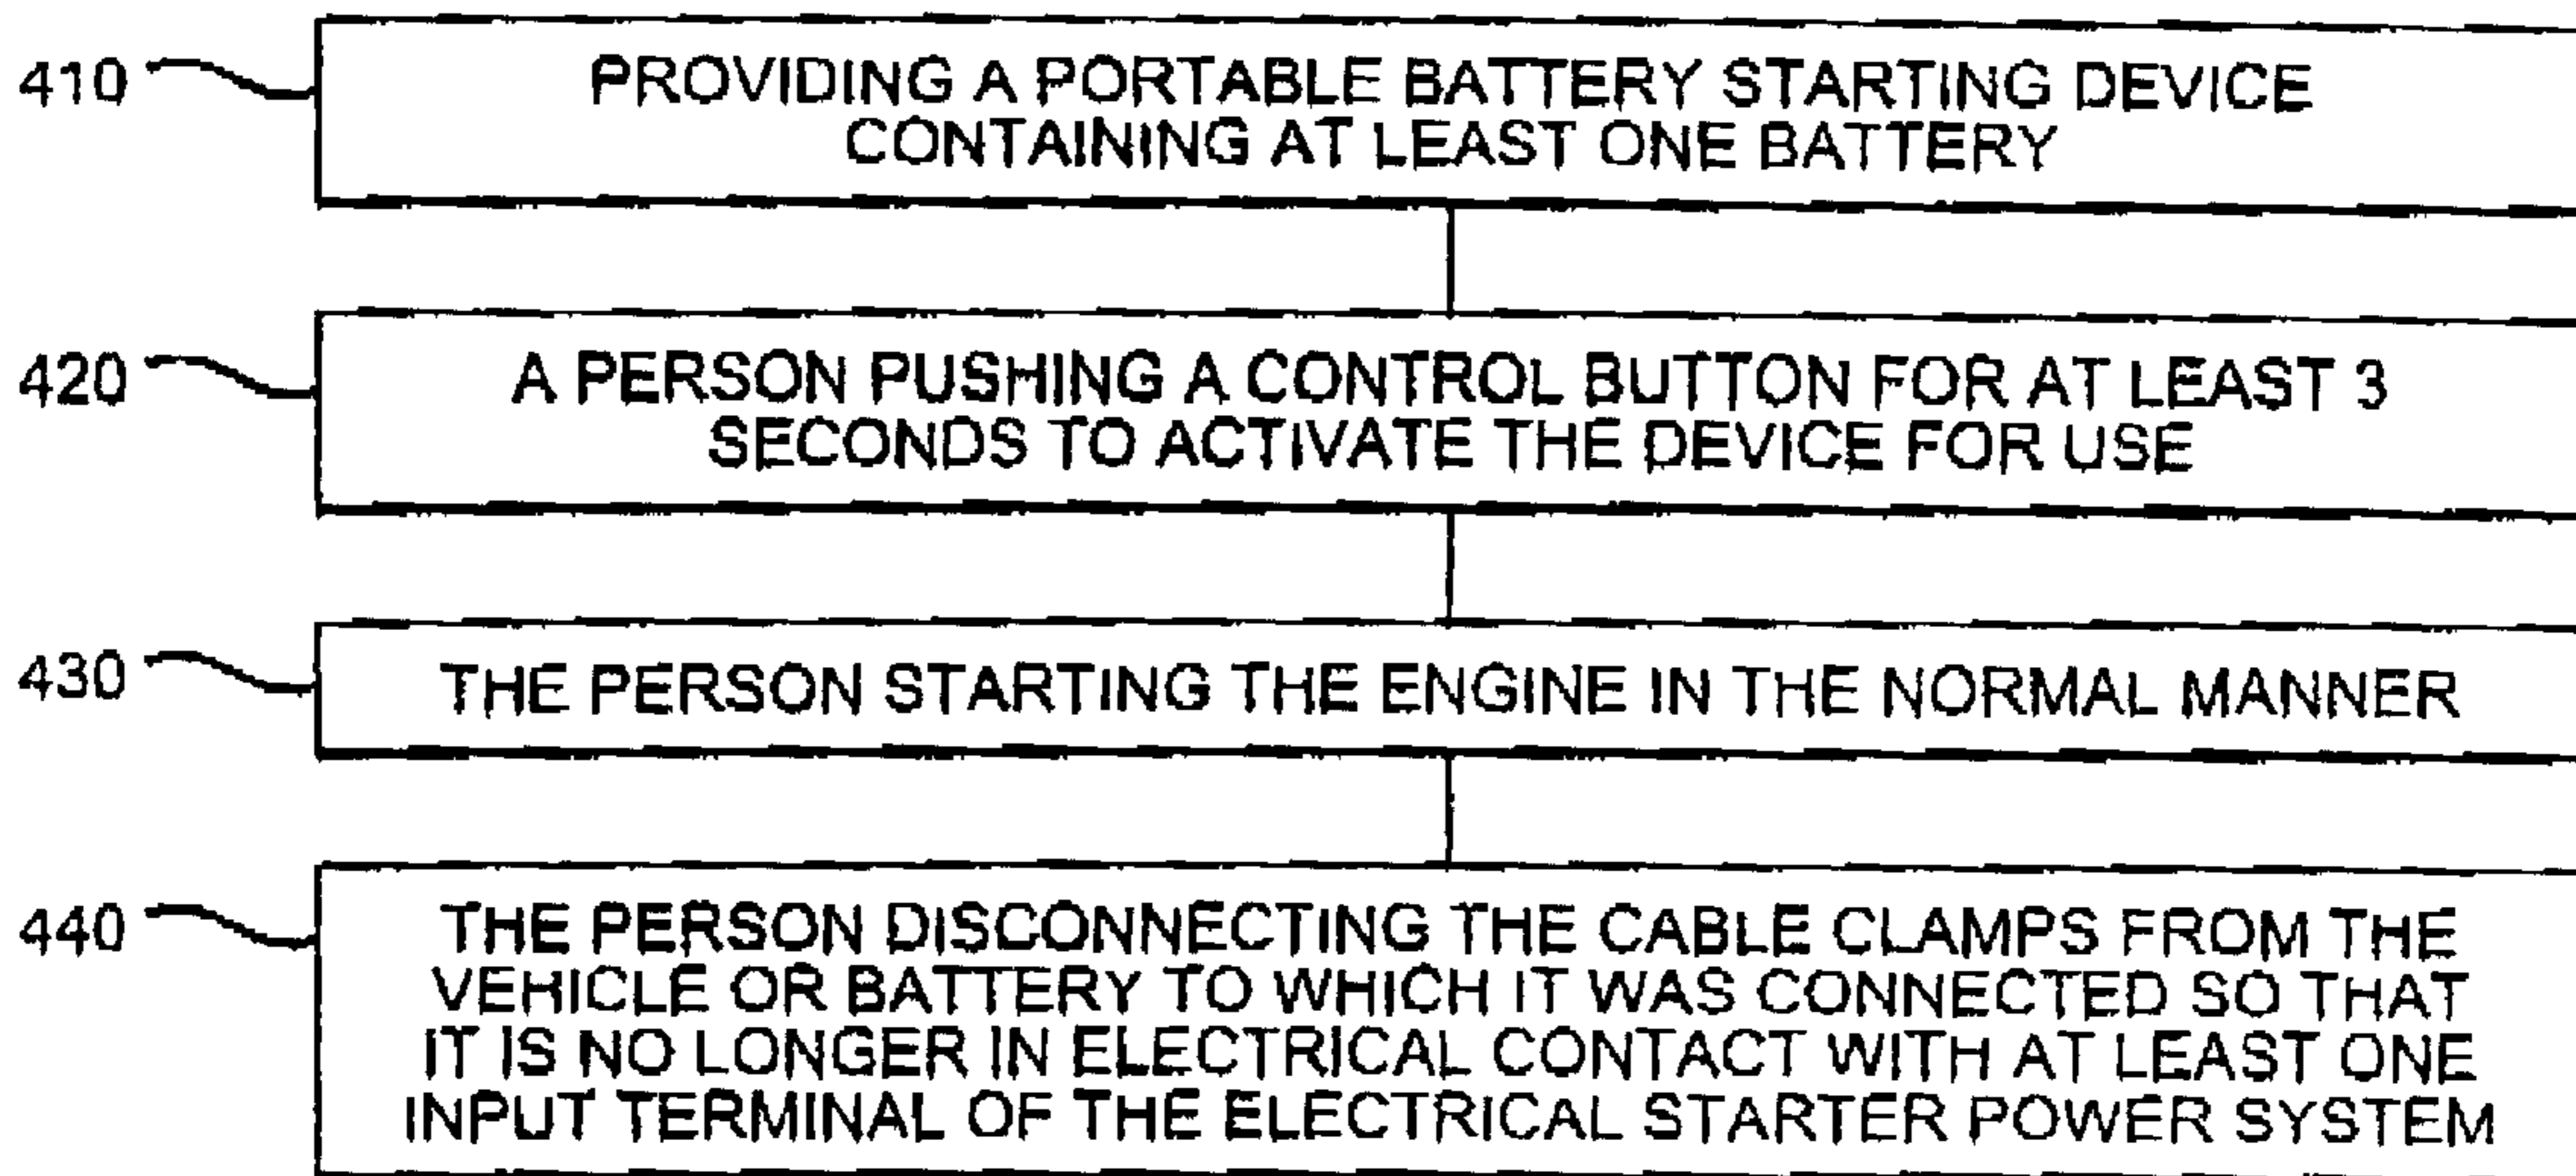 410
PROVIDING A PORTABLE BATTERY STARTING DEVICE
CONTAINING AT LEAST ONE BATTERY
420
A PERSON PUSHING A CONTROL BUTTON FOR AT LEAST 3
SECONDS TO ACTIVATE THE DEVICE FOR USE
430
THE PERSON STARTING THE ENGINE IN THE NORMAL MANNER
440
THE PERSON DISCONNECTING THE CABLE CLAMPS FROM THE
VEHICLE OR BATTERY TO WHICH IT WAS CONNECTED SO THAT
IT IS NO LONGER IN ELECTRICAL CONTACT WITH AT LEAST ONE
INPUT TERMINAL OF THE ELECTRICAL STARTER POWER SYSTEM